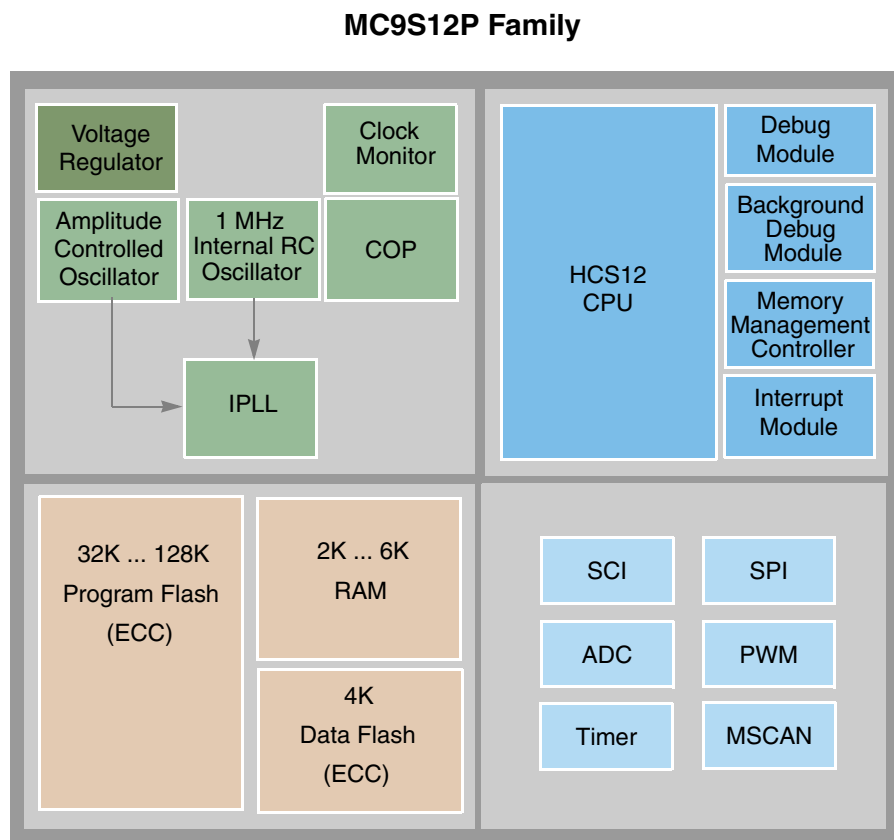 MC9S12P Family
Voltage
Regulator
Clock
Monitor
Amplitude
Controlled
Oscillator
1 MHz
Internal RC
Oscillator
COP
IPLL
HCS12
CPU
Debug
Module
Background
Debug
Module
Memory
Management
Controller
Interrupt
Module
32K ... 128K
Program Flash
(ECC)
2K ... 6K
RAM
4K
Data Flash
(ECC)
SCI
SPI
ADC
PWM
Timer
MSCAN